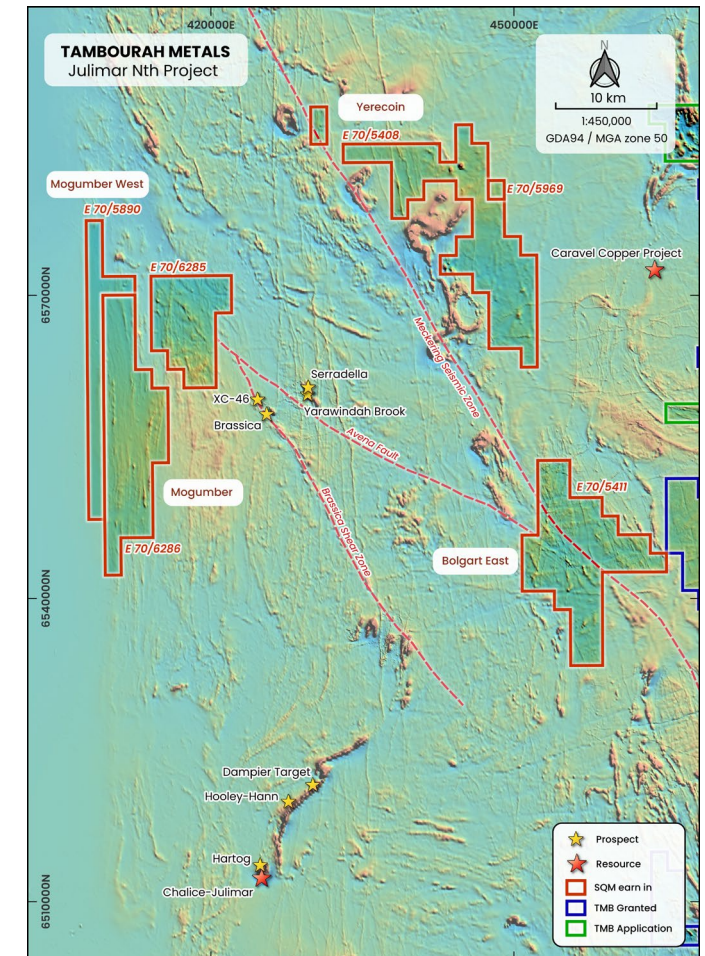 420000E
450000E
TAMBOURAH METALS
Julimar Nth Project
N
10 km
1:450,000
GDA94 / MGA zone 50
Yerecoin
E 70/5408
E 70/5969
Mogumber West
E 70/5890
E 70/6285
Caravel Copper Project
6570000N
Meckering Seismic Zone
Serradella
XC-46
Yarawindah Brook
Brassica
Avena Fault
Mogumber
E 70/5411
Brassica Shear Zone
E 70/6286
Bolgart East
6540000N
Dampier Target
Hooley-Hann
Hartog
Chalice-Julimar
6510000N
Prospect
Resource
SQM earn in
TMB Granted
TMB Application